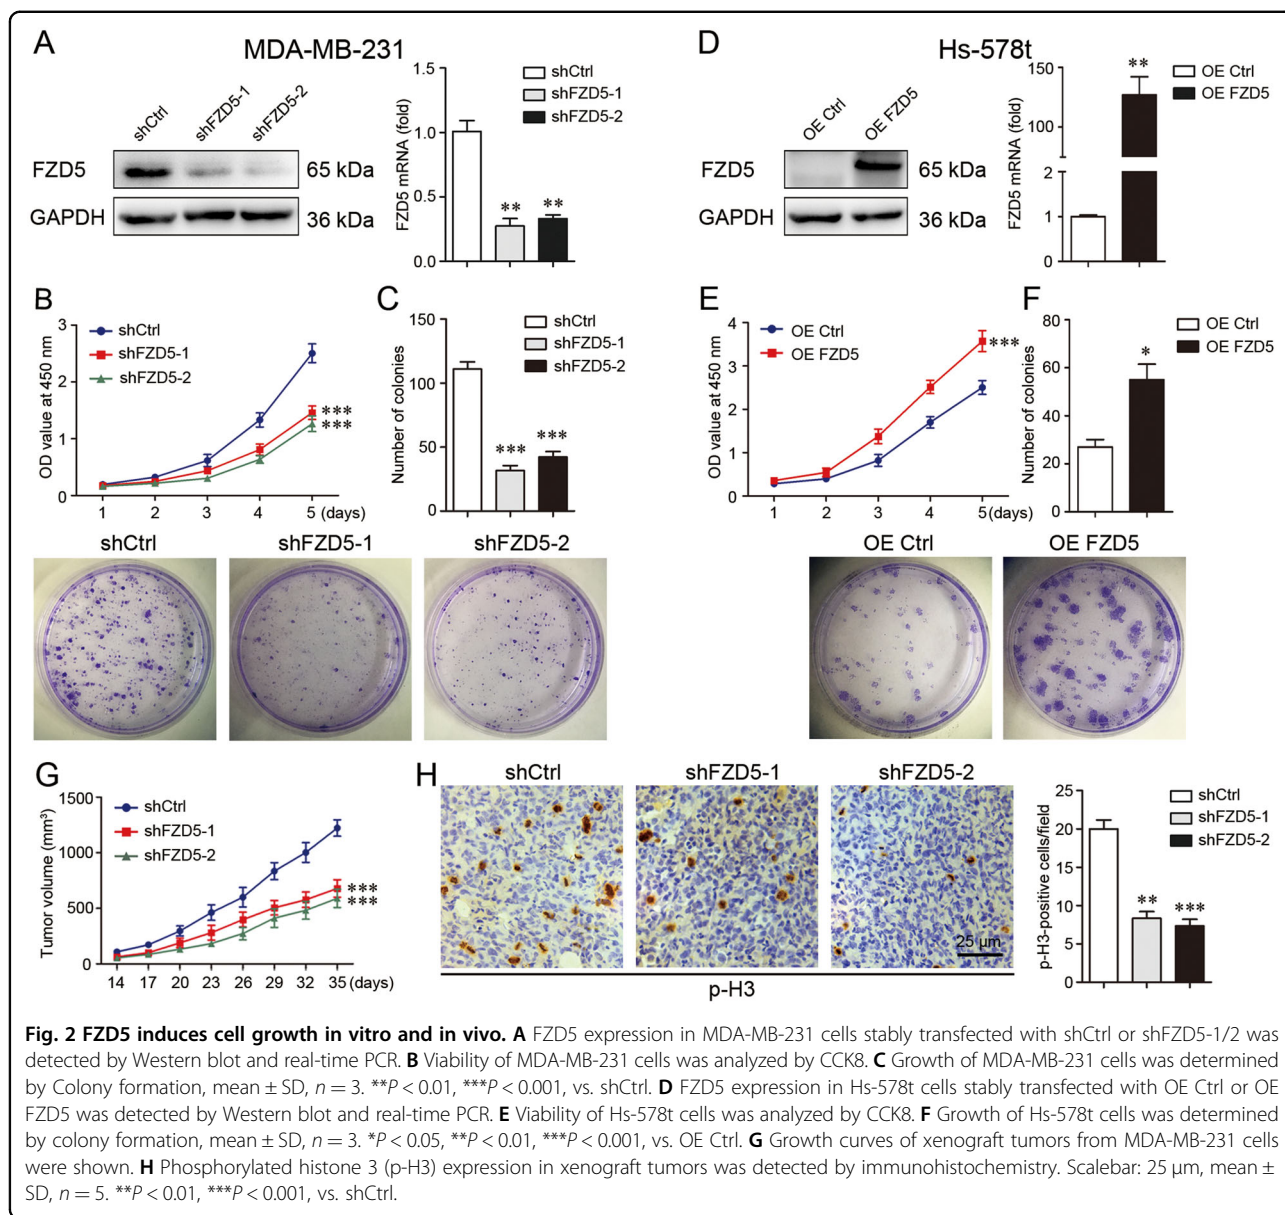 A
MDA-MB-231
shCtrl
shFZD5-1
shFZD5-2
FZD5
65 kDa
GAPDH
36 kDa
FZD5 mRNA (fold)
1.5
1.0
0.5
0.0
**
**
shCtrl
shFZD5-1
shFZD5-2
D
Hs-578t
OE Ctrl
OE FZD5
FZD5
65 kDa
GAPDH
36 kDa
FZD5 mRNA (fold)
150
100
2
1
0
**
OE Ctrl
OE FZD5
B
OD value at 450 nm
3
2
1
0
shCtrl
shFZD5-1
shFZD5-2
***
***
1 2 3 4 5 (days)
C
Number of colonies
150
100
50
0
shCtrl
shFZD5-1
shFZD5-2
***
***
E
OD value at 450 nm
4
3
2
1
0
OE Ctrl
OE FZD5
***
1 2 3 4 5 (days)
F
Number of colonies
80
60
40
20
0
OE Ctrl
OE FZD5
*
shCtrl
shFZD5-1
shFZD5-2
OE Ctrl
OE FZD5
G
Tumor volume (mm³)
1500
1000
500
0
shCtrl
shFZD5-1
shFZD5-2
***
***
14 17 20 23 26 29 32 35 (days)
H
shCtrl
shFZD5-1
shFZD5-2
25 µm
p-H3
p-H3-positive cells/field
25
20
15
10
5
0
**
***
shCtrl
shFZD5-1
shFZD5-2
Fig. 2 FZD5 induces cell growth in vitro and in vivo. A FZD5 expression in MDA-MB-231 cells stably transfected with shCtrl or shFZD5-1/2 was
detected by Western blot and real-time PCR. B Viability of MDA-MB-231 cells was analyzed by CCK8. C Growth of MDA-MB-231 cells was determined
by Colony formation, mean ± SD, n = 3. **P < 0.01, ***P < 0.001, vs. shCtrl. D FZD5 expression in Hs-578t cells stably transfected with OE Ctrl or OE
FZD5 was detected by Western blot and real-time PCR. E Viability of Hs-578t cells was analyzed by CCK8. F Growth of Hs-578t cells was determined
by colony formation, mean ± SD, n = 3. *P < 0.05, **P < 0.01, ***P < 0.001, vs. OE Ctrl. G Growth curves of xenograft tumors from MDA-MB-231 cells
were shown. H Phosphorylated histone 3 (p-H3) expression in xenograft tumors was detected by immunohistochemistry. Scalebar: 25 µm, mean ±
SD, n = 5. **P < 0.01, ***P < 0.001, vs. shCtrl.